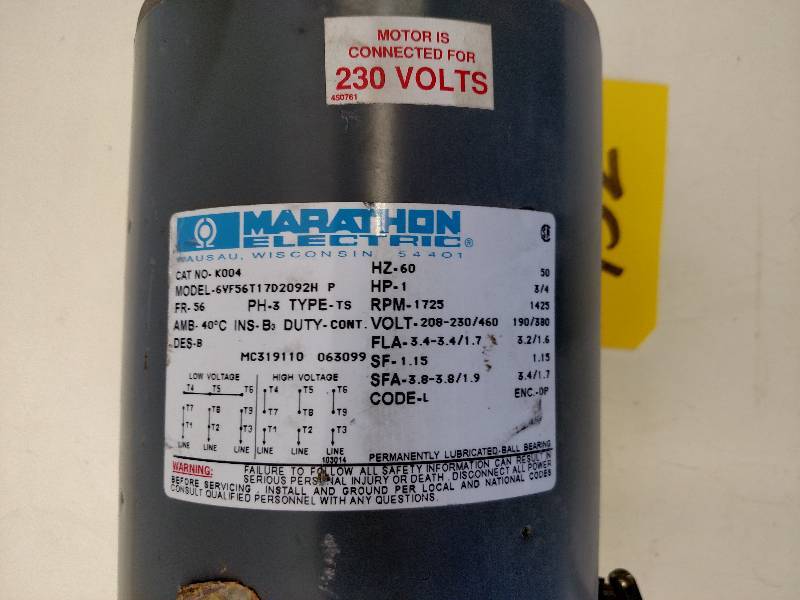 MOTOR IS
CONNECTED FOR
230 VOLTS
4S0761
MARATHON
ELECTRIC®
WAUSAU, WISCONSIN 54401
CAT NO- K004
MODEL-6YF56T17D2092H P
FR-56 PH-3 TYPE-TS
AMB-40°C INS-B3 DUTY-CONT.
DES-B
MC319110 063099
HZ-60 50
HP-1 3/4
RPM-1725 1425
VOLT-208-230/460 190/380
FLA-3.4-3.4/1.7 3.2/1.6
SF-1.15 1.15
SFA-3.8-3.8/1.9 3.4/1.7
CODE-L ENC.-DP
LOW VOLTAGE HIGH VOLTAGE
T4 T5 T6 T4 T5 T6
T7 T8 T9 T7 T8 T9
T1 T2 T3 T1 T2 T3
LINE LINE LINE LINE LINE LINE
103014
PERMANENTLY LUBRICATED-BALL BEARING
WARNING: FAILURE TO FOLLOW ALL SAFETY INFORMATION CAN RESULT IN
SERIOUS PERSONAL INJURY OR DEATH. DISCONNECT ALL POWER
BEFORE SERVICING. INSTALL AND GROUND PER LOCAL AND NATIONAL CODES
CONSULT QUALIFIED PERSONNEL WITH ANY QUESTIONS.